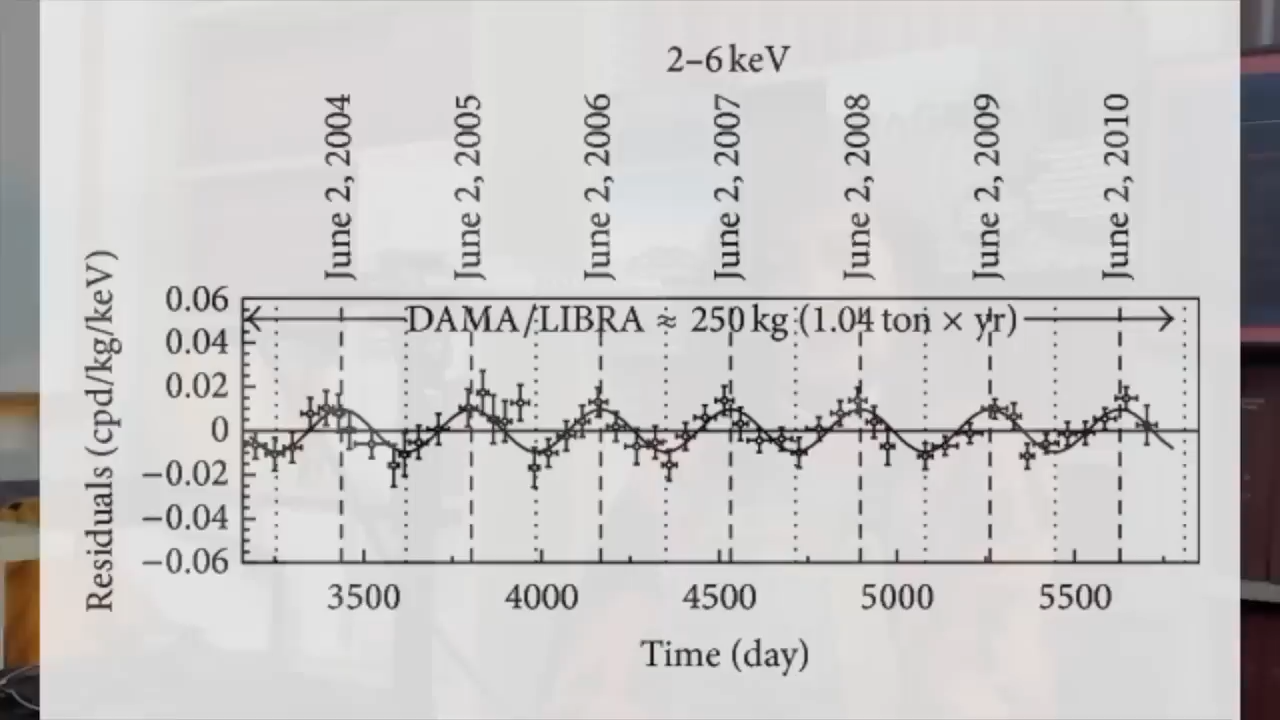 2–6 keV
June 2, 2004
June 2, 2005
June 2, 2006
June 2, 2007
June 2, 2008
June 2, 2009
June 2, 2010
Residuals (cpd/kg/keV)
0.06
0.04
0.02
0
−0.02
−0.04
−0.06
DAMA/LIBRA ≈ 250 kg (1.04 ton × yr)
3500 4000 4500 5000 5500
Time (day)